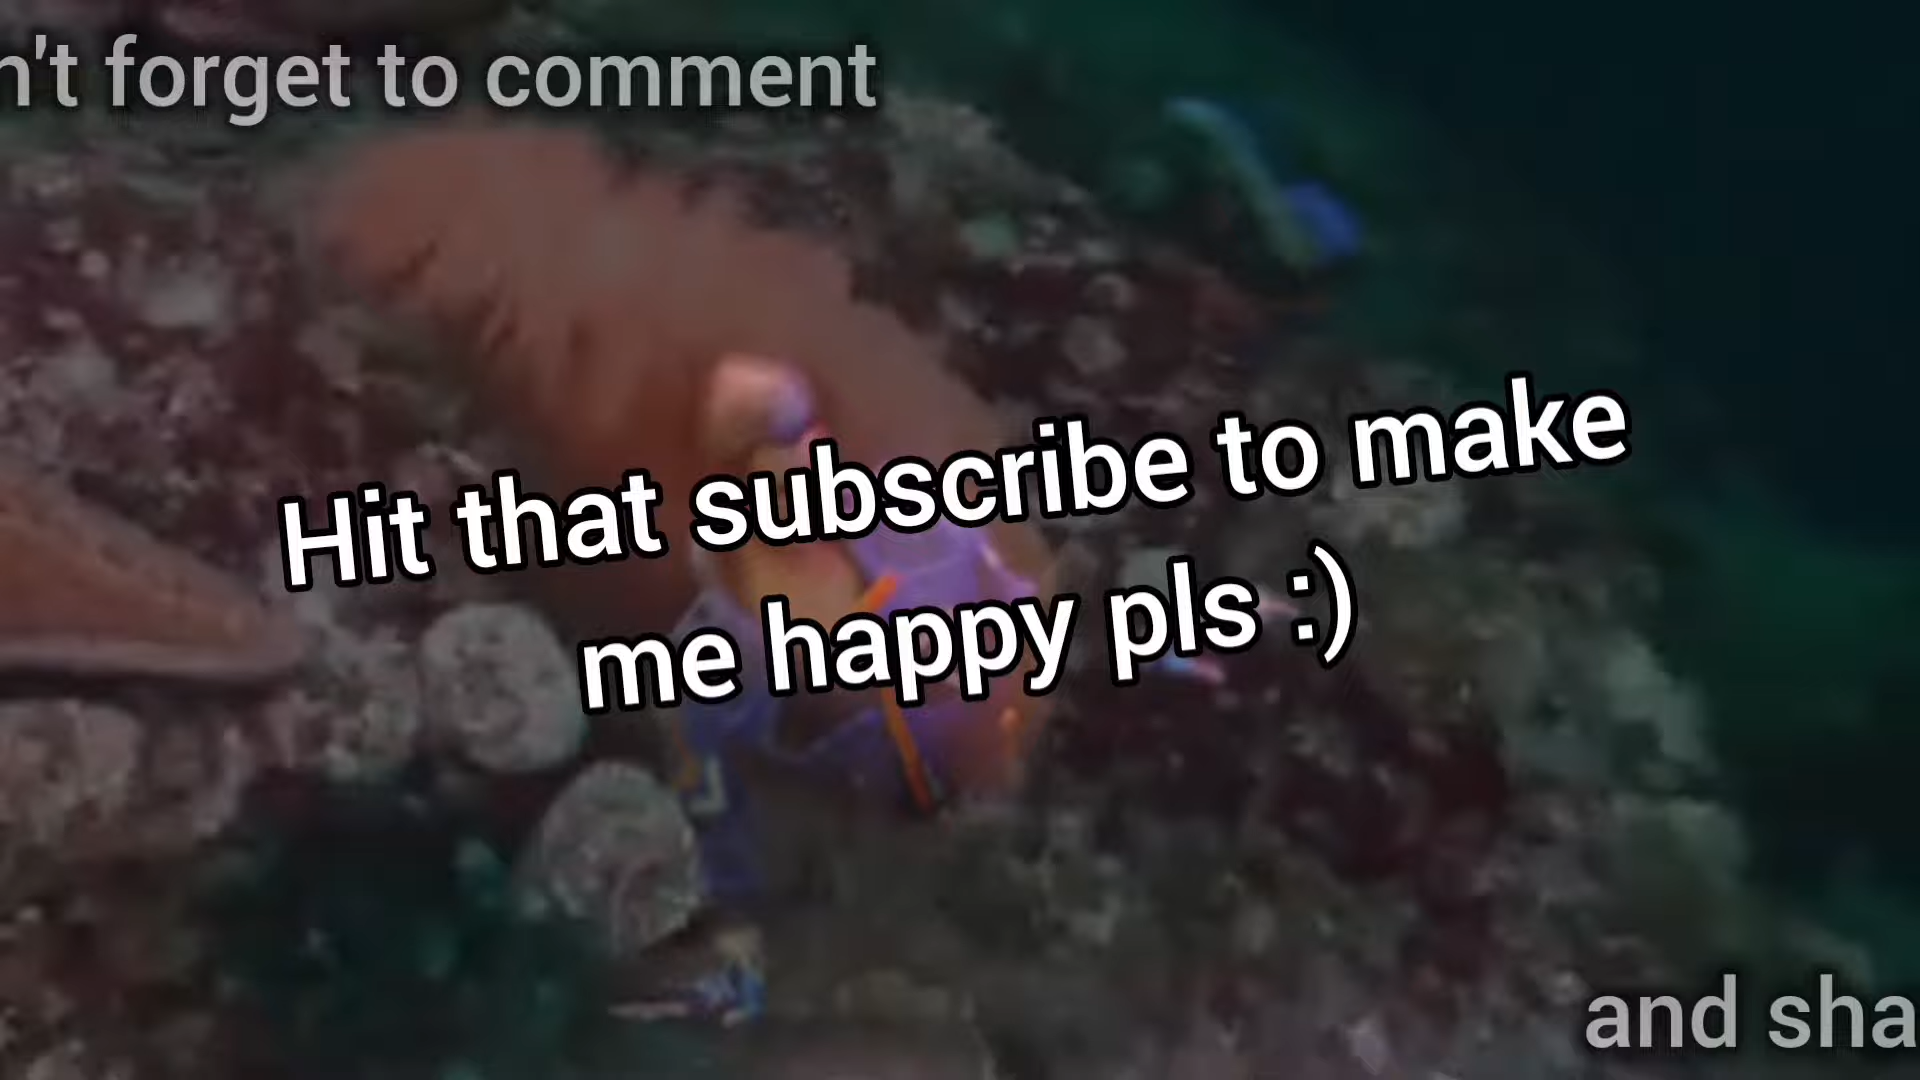 n't forget to comment
Hit that subscribe to make
me happy pls :)
and sha